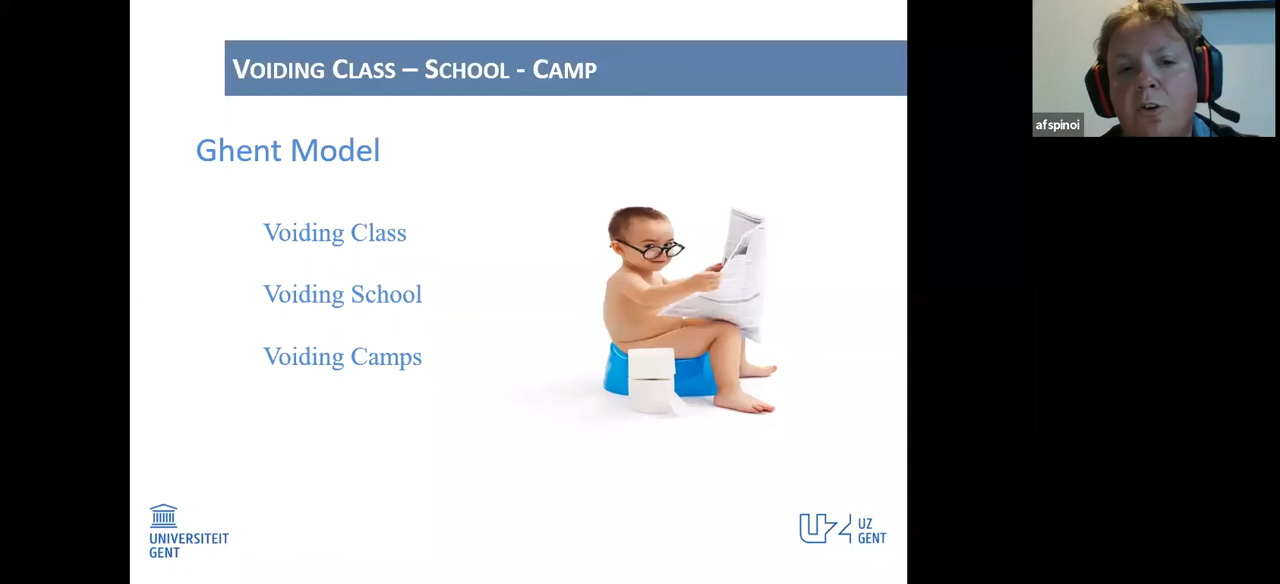 VOIDING CLASS – SCHOOL - CAMP
afspinoi
Ghent Model
Voiding Class
Voiding School
Voiding Camps
UNIVERSITEIT
GENT
UZ
GENT